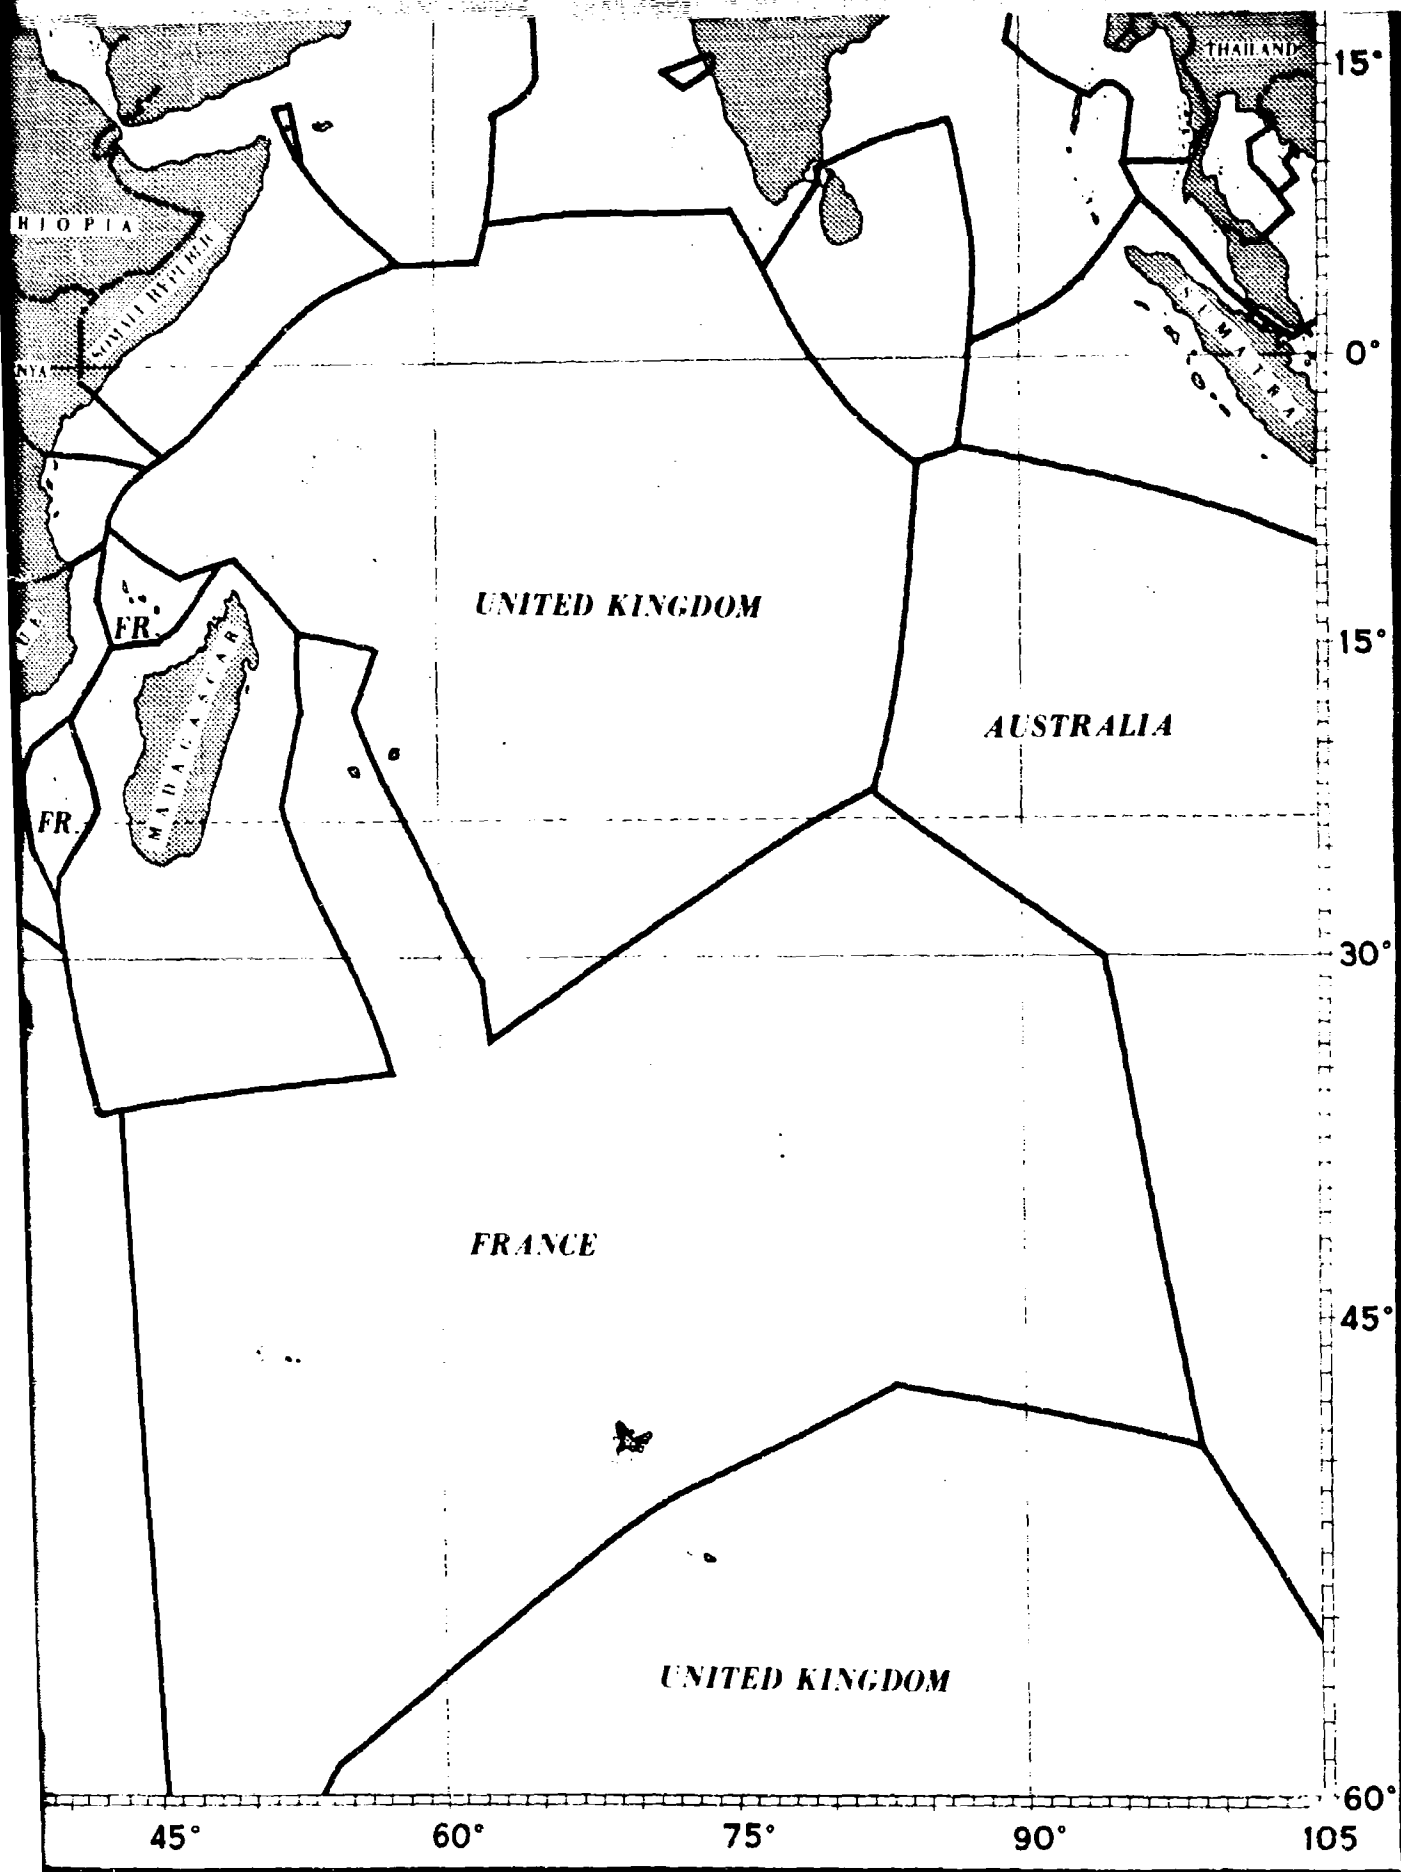 THAILAND
15°
HIOPIA
SOMALI REPUBLIC
SUMATRA
0°
NYA
UNITED KINGDOM
FR.
15°
MADAGASCAR
AUSTRALIA
FR.
30°
FRANCE
45°
UNITED KINGDOM
60°
45° 60° 75° 90° 105